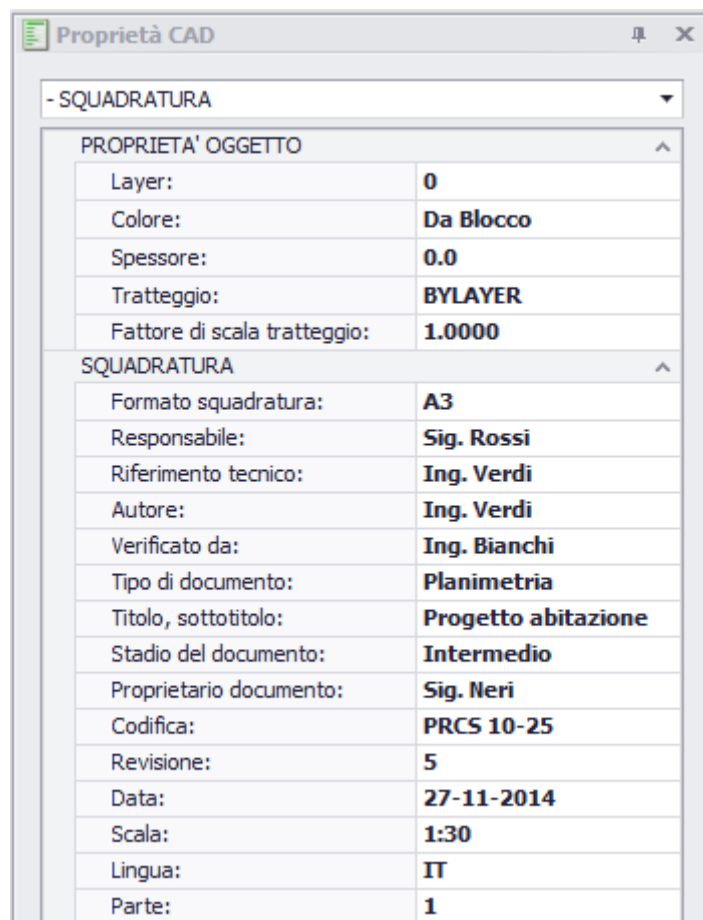 Proprietà CAD
- SQUADRATURA
PROPRIETA' OGGETTO
Layer: 0
Colore: Da Blocco
Spessore: 0.0
Tratteggio: BYLAYER
Fattore di scala tratteggio: 1.0000
SQUADRATURA
Formato squadratura: A3
Responsabile: Sig. Rossi
Riferimento tecnico: Ing. Verdi
Autore: Ing. Verdi
Verificato da: Ing. Bianchi
Tipo di documento: Planimetria
Titolo, sottotitolo: Progetto abitazione
Stadio del documento: Intermedio
Proprietario documento: Sig. Neri
Codifica: PRCS 10-25
Revisione: 5
Data: 27-11-2014
Scala: 1:30
Lingua: IT
Parte: 1